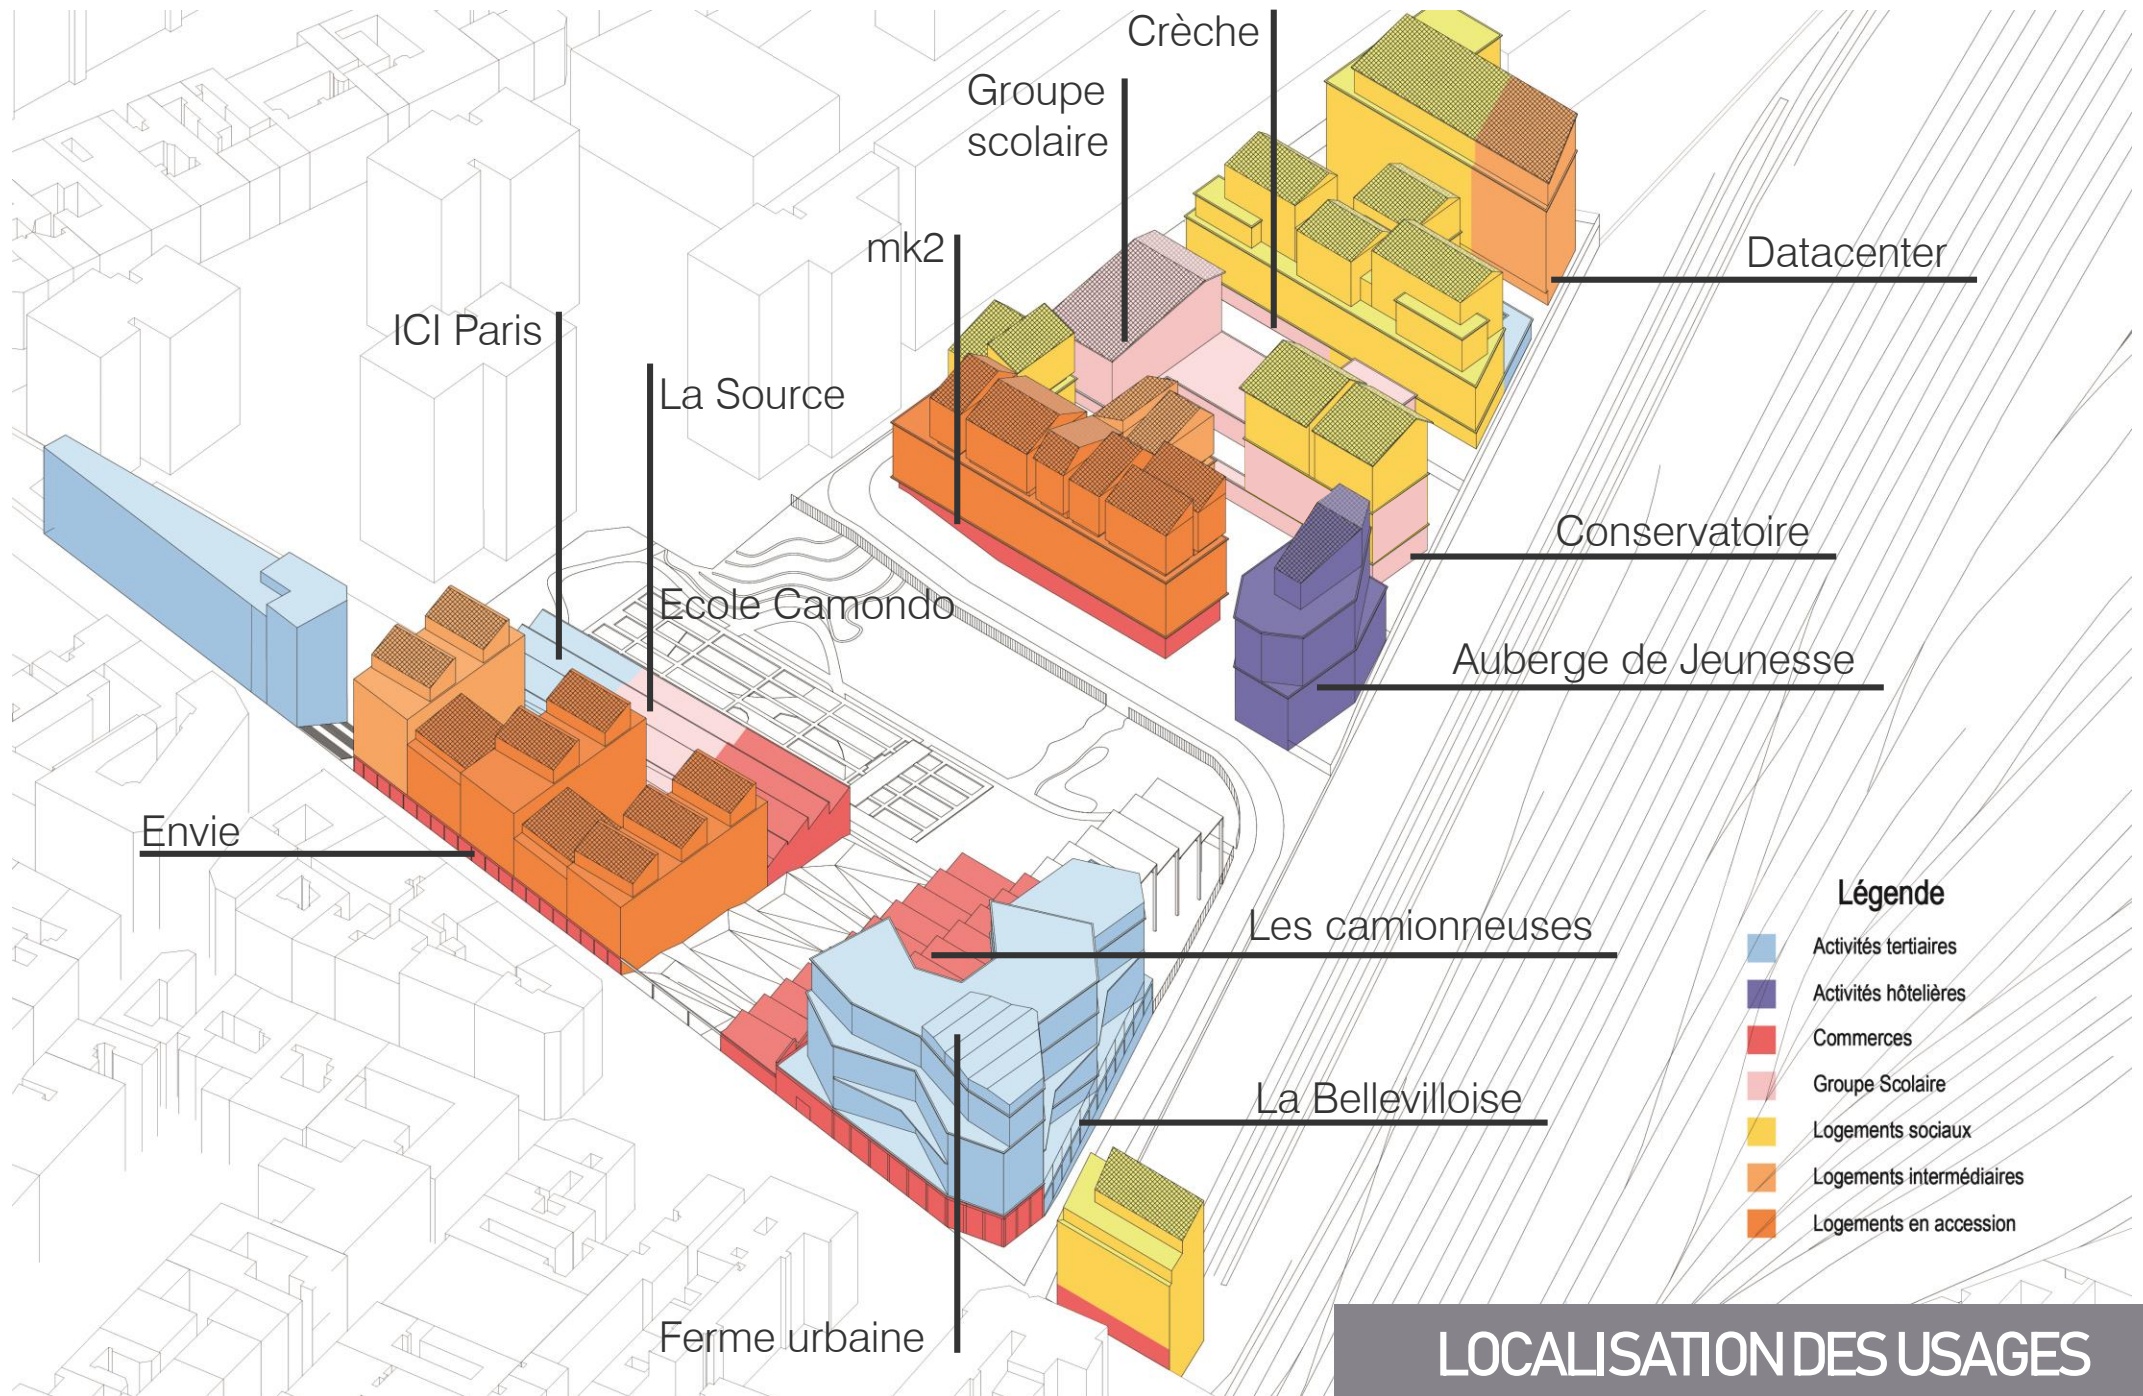 Crèche
Groupe
scolaire
mk2
Datacenter
ICI Paris
La Source
Conservatoire
Ecole Camondo
Auberge de Jeunesse
Envie
Les camionneuses
La Bellevilloise
Ferme urbaine
Légende
Activités tertiaires
Activités hôtelières
Commerces
Groupe Scolaire
Logements sociaux
Logements intermédiaires
Logements en accession
LOCALISATION DES USAGES